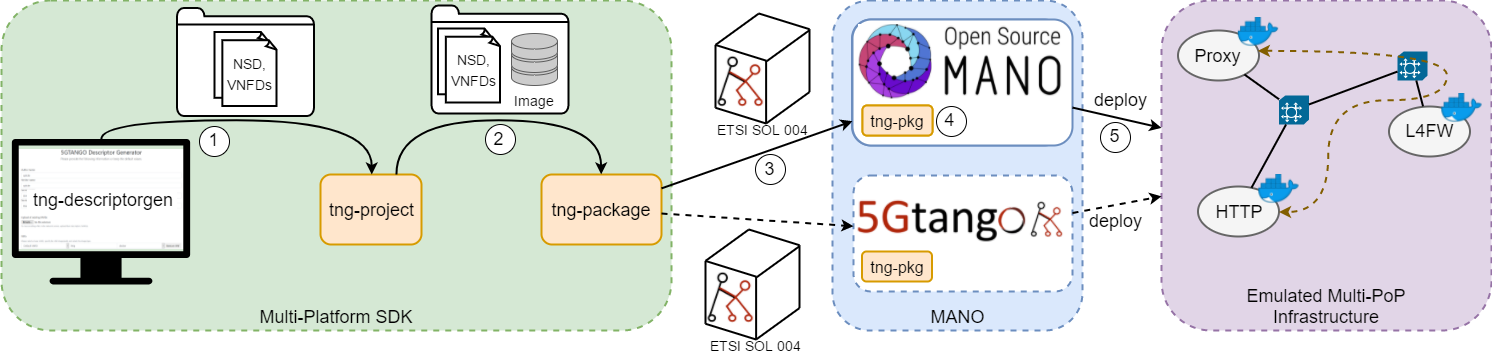 NSD,
VNFDs
1
5GTANGO Descriptor Generator
tng-descriptorgen
tng-project
NSD,
VNFDs
Image
2
tng-package
Multi-Platform SDK
ETSI SOL 004
3
ETSI SOL 004
Open Source
MANO
tng-pkg
4
5Gtango
tng-pkg
MANO
deploy
5
deploy
Proxy
L4FW
HTTP
Emulated Multi-PoP
Infrastructure